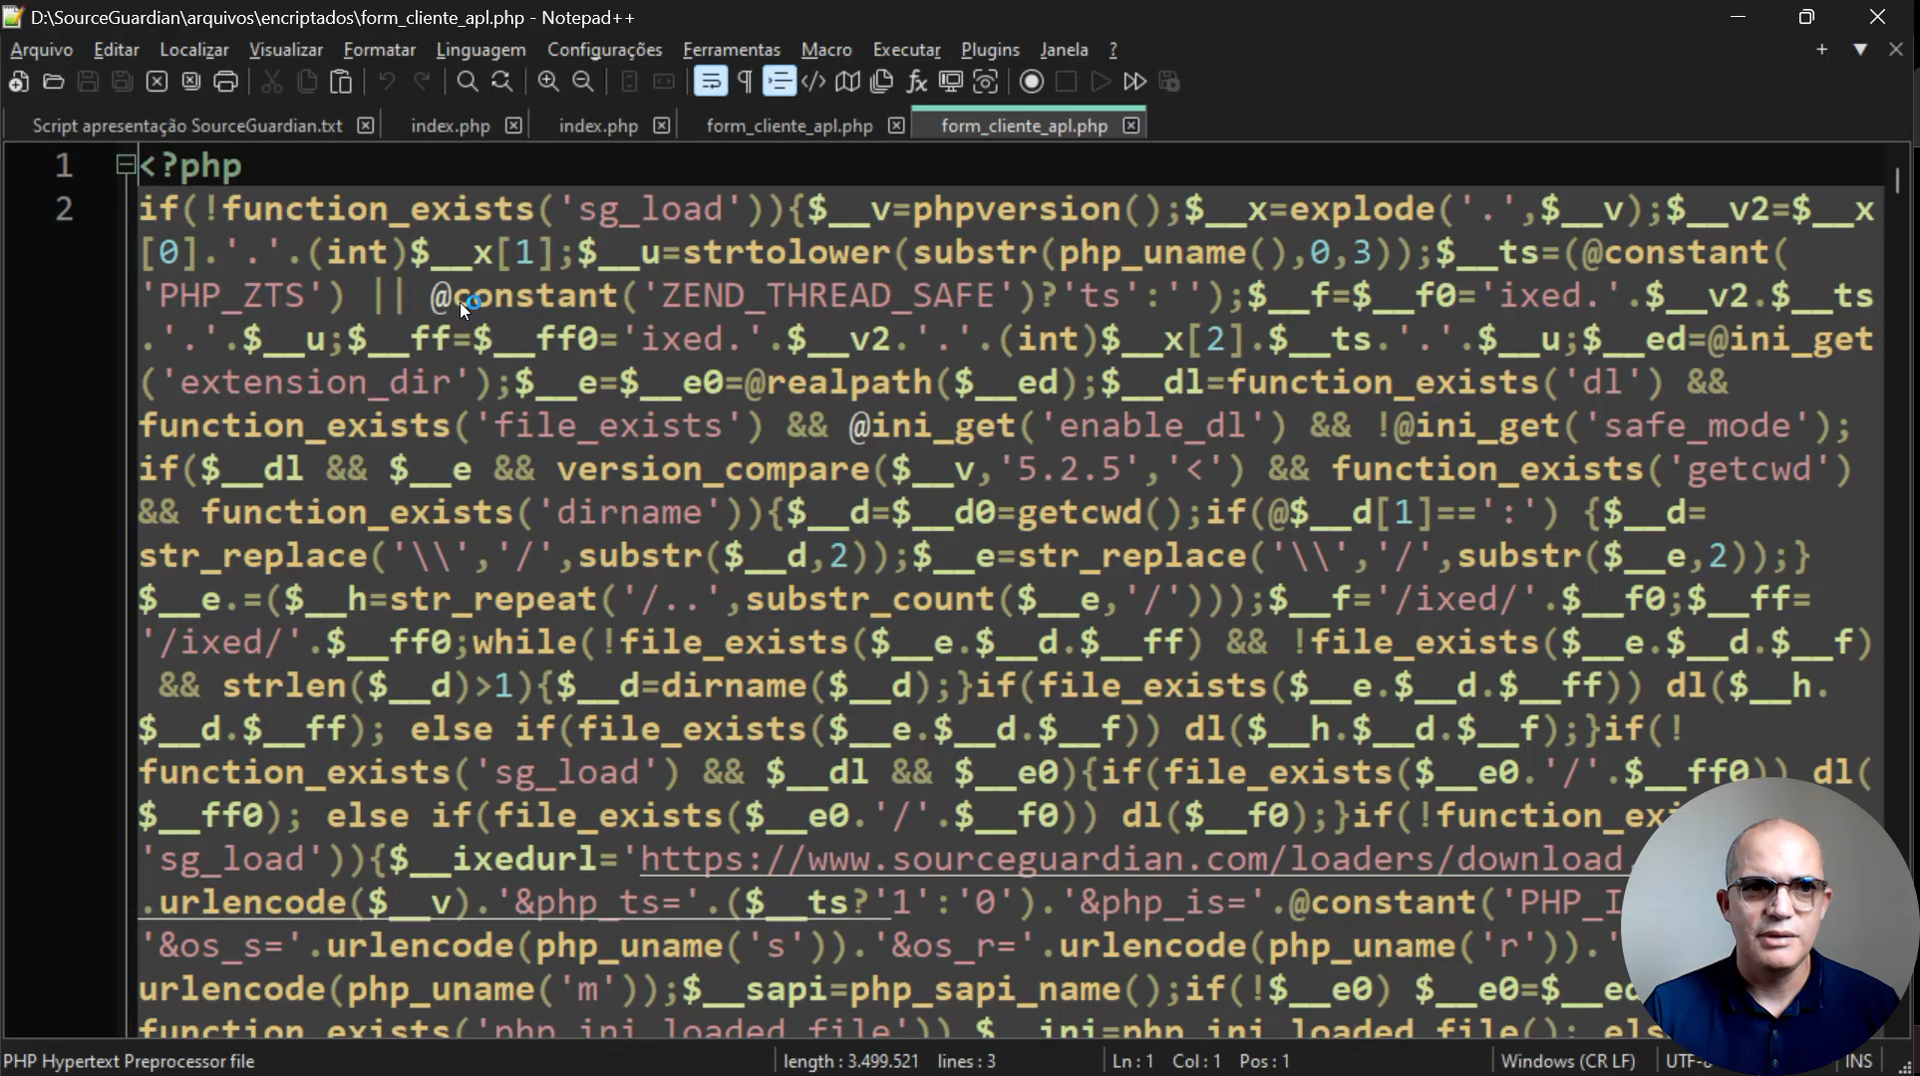 D:\SourceGuardian\arquivos\encriptados\form_cliente_apl.php - Notepad++
Arquivo Editar Localizar Visualizar Formatar Linguagem Configurações Ferramentas Macro Executar Plugins Janela ?
Script apresentação SourceGuardian.txt index.php index.php form_cliente_apl.php form_cliente_apl.php
1 <?php
2 if(!function_exists('sg_load')){$__v=phpversion();$__x=explode('.',$__v);$__v2=$__x
[0].'.'.(int)$__x[1];$__u=strtolower(substr(php_uname(),0,3));$__ts=(@constant(
'PHP_ZTS') || @constant('ZEND_THREAD_SAFE')?'ts':'');$__f=$__f0='ixed.'.$__v2.$__ts
.'.'.$__u;$__ff=$__ff0='ixed.'.$__v2.'.'.(int)$__x[2].$__ts.'.'.$__u;$__ed=@ini_get
('extension_dir');$__e=$__e0=@realpath($__ed);$__dl=function_exists('dl') &&
function_exists('file_exists') && @ini_get('enable_dl') && !@ini_get('safe_mode');
if($__dl && $__e && version_compare($__v,'5.2.5','<') && function_exists('getcwd')
&& function_exists('dirname')){$__d=$__d0=getcwd();if(@$__d[1]==':') {$__d=
str_replace('\\','/',substr($__d,2));$__e=str_replace('\\','/',substr($__e,2));}
$__e.=($__h=str_repeat('/..',substr_count($__e,'/')));$__f='/ixed/'.$__f0;$__ff=
'/ixed/'.$__ff0;while(!file_exists($__e.$__d.$__ff) && !file_exists($__e.$__d.$__f)
&& strlen($__d)>1){$__d=dirname($__d);}if(file_exists($__e.$__d.$__ff)) dl($__h.
$__d.$__ff); else if(file_exists($__e.$__d.$__f)) dl($__h.$__d.$__f);}if(!
function_exists('sg_load') && $__dl && $__e0){if(file_exists($__e0.'/'.$__ff0)) dl(
$__ff0); else if(file_exists($__e0.'/'.$__f0)) dl($__f0);}if(!function_ex
'sg_load')){$__ixedurl='https://www.sourceguardian.com/loaders/download.
.urlencode($__v).'&php_ts='.($__ts?'1':'0').'&php_is='.@constant('PHP_I
'&os_s='.urlencode(php_uname('s')).'&os_r='.urlencode(php_uname('r')).'
urlencode(php_uname('m'));$__sapi=php_sapi_name();if(!$__e0) $__e0=$__e
function_exists('php_ini_loaded_file')) $__ini=php_ini_loaded_file(); els
PHP Hypertext Preprocessor file length : 3.499.521 lines : 3 Ln : 1 Col : 1 Pos : 1 Windows (CR LF) UTF-8 INS